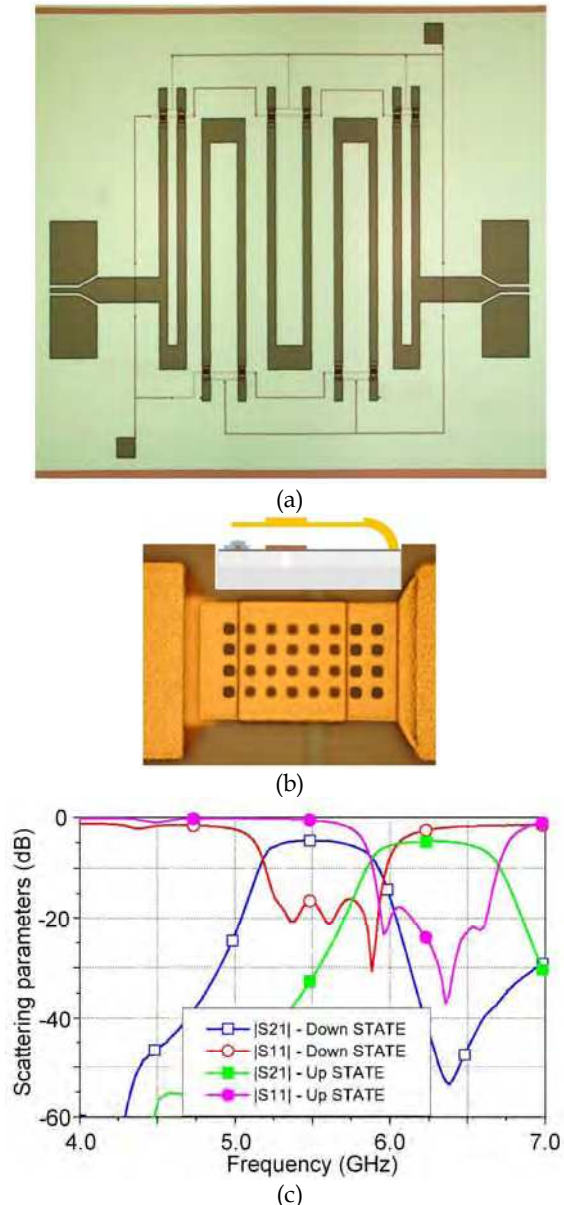 (a)
(b)
Scattering parameters (dB)
0
-20
-40
-60
|S21| - Down STATE
|S11| - Down STATE
|S21| - Up STATE
|S11| - Up STATE
4.0 5.0 6.0 7.0
Frequency (GHz)
(c)